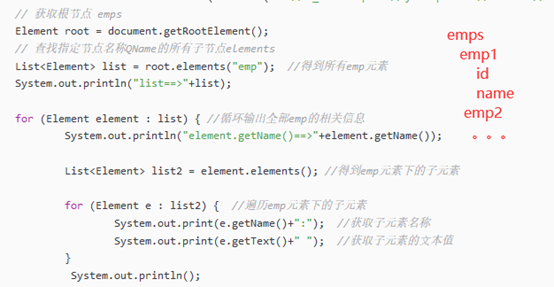 // 获取根节点 emps
Element root = document.getRootElement();
// 查找指定节点名称QName的所有子节点elements
List<Element> list = root.elements("emp");  //得到所有emp元素
System.out.println("list==>"+list);
for (Element element : list) { //循环输出全部emp的相关信息
System.out.println("element.getName()==>"+element.getName());
List<Element> list2 = element.elements(); //得到emp元素下的子元素
for (Element e : list2) {  //遍历emp元素下的子元素
System.out.print(e.getName()+":");  //获取子元素名称
System.out.print(e.getText()+" ");  //获取子元素的文本值
}
System.out.println();
emps
emp1
id
name
emp2
。。。